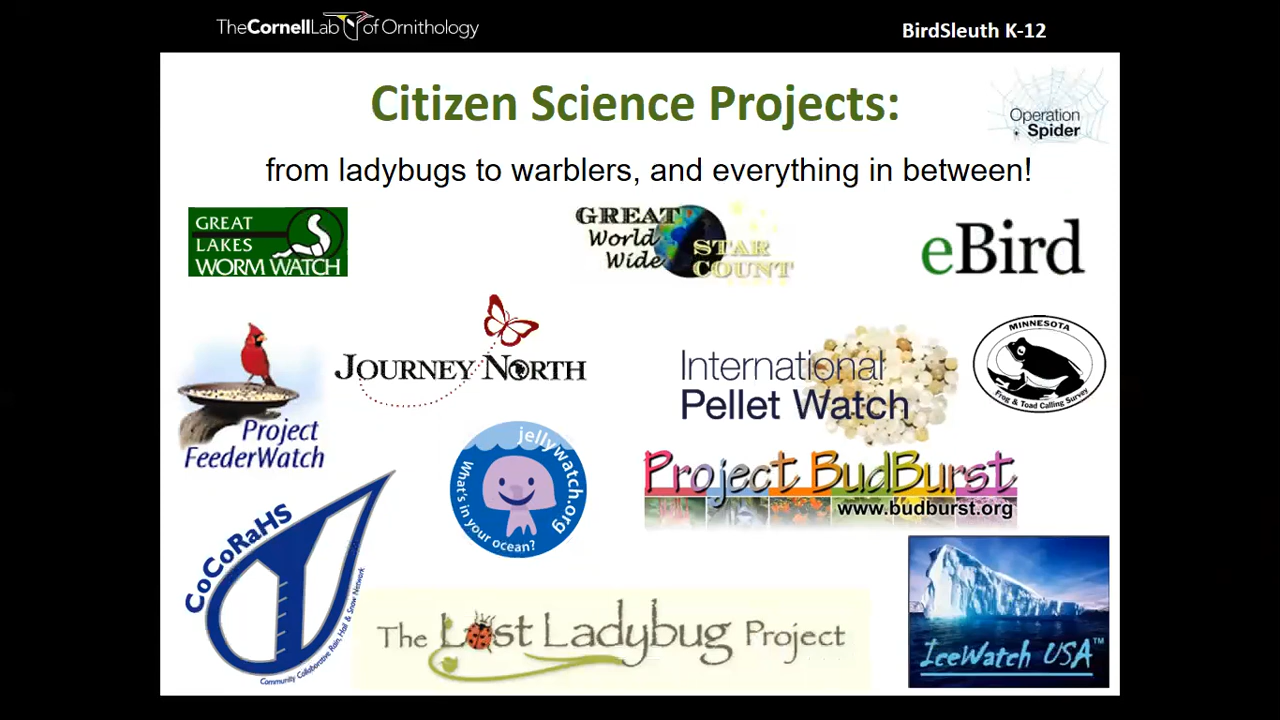 TheCornellLab of Ornithology
BirdSleuth K-12
Citizen Science Projects:
Operation
Spider
from ladybugs to warblers, and everything in between!
GREAT
LAKES
WORM WATCH
GREAT
World
Wide
STAR
COUNT
eBird
Project
FeederWatch
JOURNEY NORTH
International
Pellet Watch
MINNESOTA
Frog & Toad Calling Survey
jellywatch.org
What's in your ocean?
Project BudBurst
www.budburst.org
CoCoRaHS
Community Collaborative Rain, Hail & Snow Network
The Lost Ladybug Project
IceWatch USA™